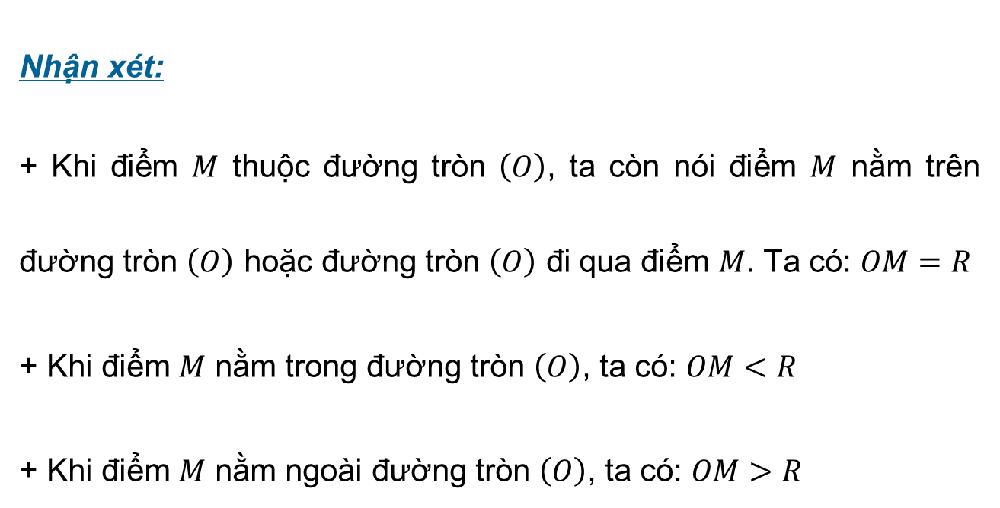 Nhận xét:
+ Khi điểm M thuộc đường tròn (O), ta còn nói điểm M nằm trên
đường tròn (O) hoặc đường tròn (O) đi qua điểm M. Ta có: OM = R
+ Khi điểm M nằm trong đường tròn (O), ta có: OM < R
+ Khi điểm M nằm ngoài đường tròn (O), ta có: OM > R